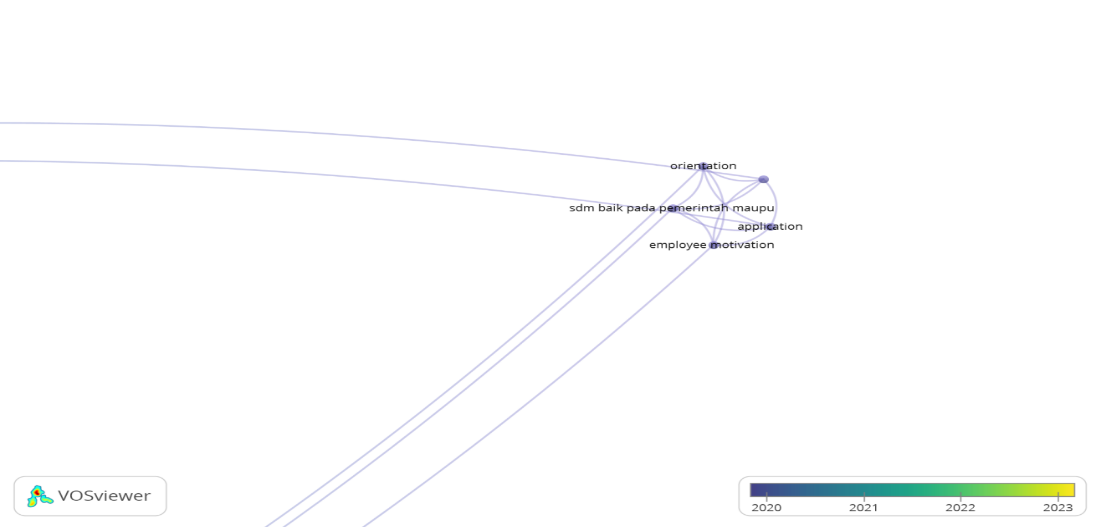 orientation
sdm baik pada pemerintah maupu
application
employee motivation
VOSviewer
2020 2021 2022 2023